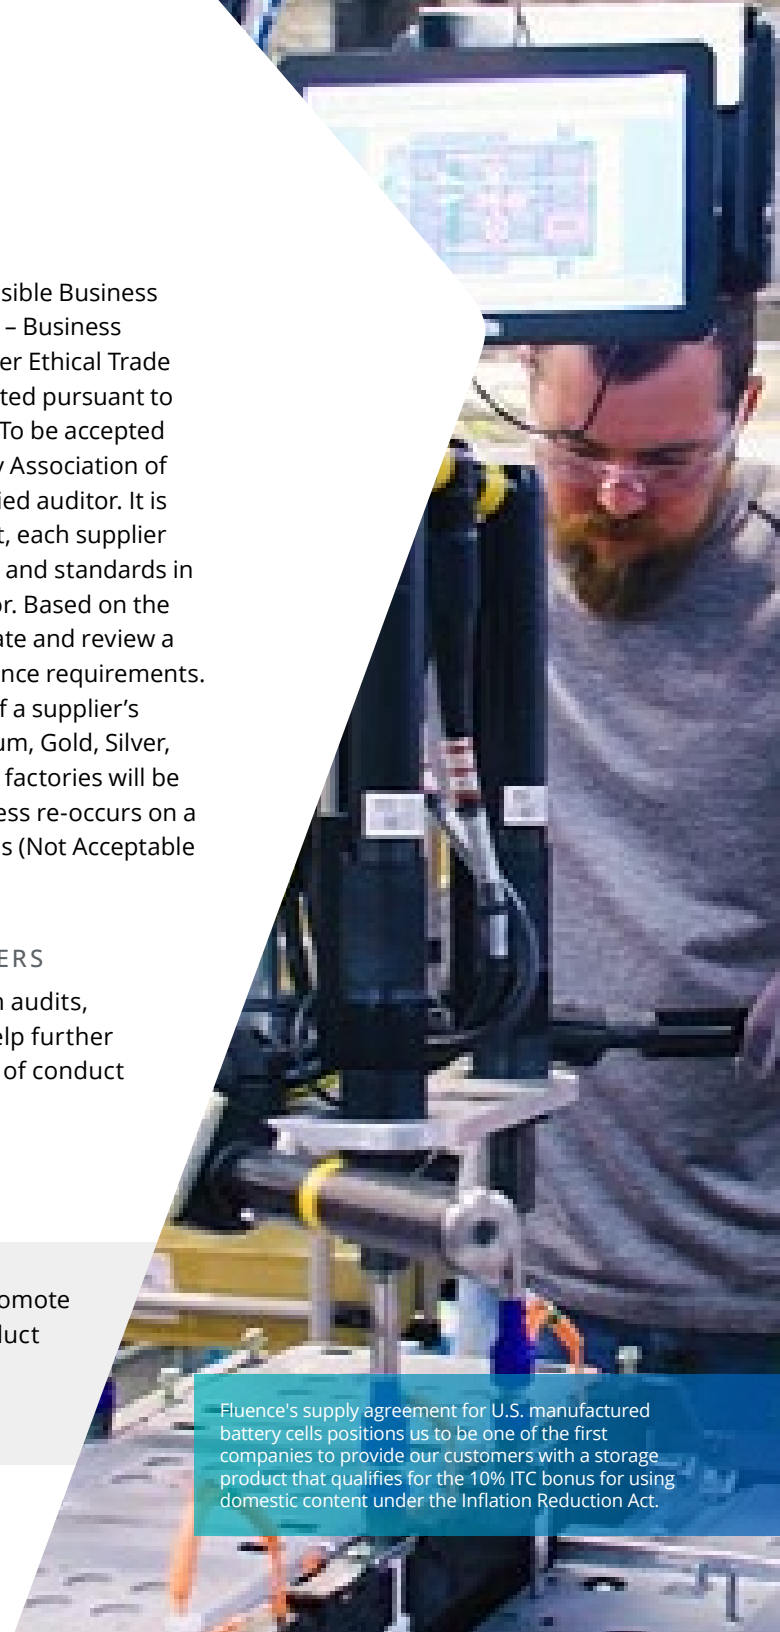 sible Business
– Business
er Ethical Trade
ted pursuant to
To be accepted
Association of
ied auditor. It is
, each supplier
and standards in
r. Based on the
ate and review a
nce requirements.
f a supplier’s
um, Gold, Silver,
factories will be
ess re-occurs on a
s (Not Acceptable
ERS
audits,
elp further
of conduct
omote
duct
Fluence's supply agreement for U.S. manufactured
battery cells positions us to be one of the first
companies to provide our customers with a storage
product that qualifies for the 10% ITC bonus for using
domestic content under the Inflation Reduction Act.